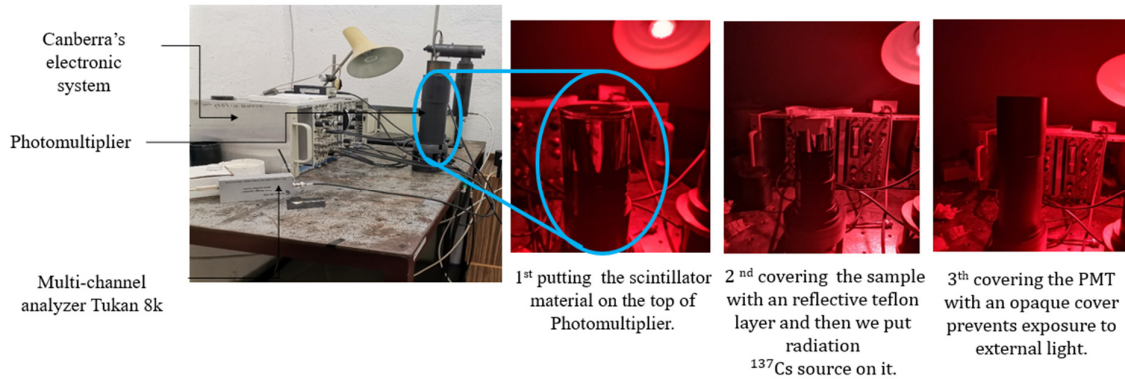 Canberra's
electronic
system
Photomultiplier
Multi-channel
analyzer Tukan 8k
1st putting the scintillator
material on the top of
Photomultiplier.
2 nd covering the sample
with an reflective teflon
layer and then we put
radiation
137Cs source on it.
3th covering the PMT
with an opaque cover
prevents exposure to
external light.